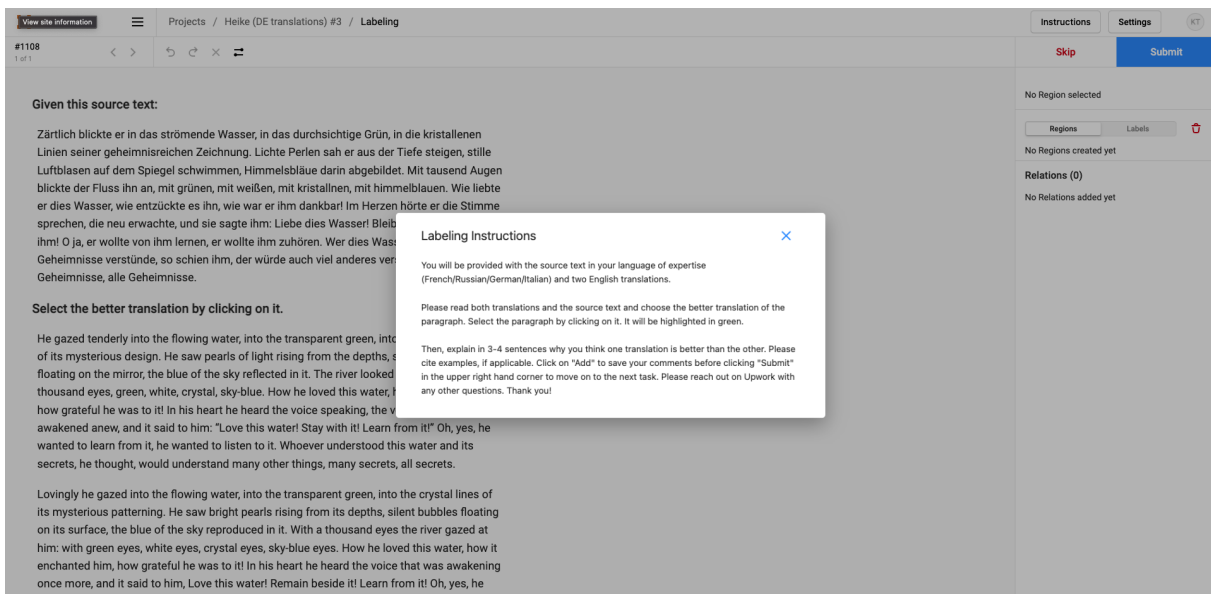 View site information
Projects / Heike (DE translations) #3 / Labeling
Instructions
Settings
KT
#1108
1 of 1
Skip
Submit
Given this source text:
Zärtlich blickte er in das strömende Wasser, in das durchsichtige Grün, in die kristallenen
Linien seiner geheimnisreichen Zeichnung. Lichte Perlen sah er aus der Tiefe steigen, stille
Luftblasen auf dem Spiegel schwimmen, Himmelsbläue darin abgebildet. Mit tausend Augen
blickte der Fluss ihn an, mit grünen, mit weißen, mit kristallnen, mit himmelblauen. Wie liebte
er dies Wasser, wie entzückte es ihn, wie war er ihm dankbar! Im Herzen hörte er die Stimme
sprechen, die neu erwachte, und sie sagte ihm: Liebe dies Wasser! Bleib
ihm! O ja, er wollte von ihm lernen, er wollte ihm zuhören. Wer dies Was
Geheimnisse verstünde, so schien ihm, der würde auch viel anderes ver
Geheimnisse, alle Geheimnisse.
Select the better translation by clicking on it.
He gazed tenderly into the flowing water, into the transparent green, into
of its mysterious design. He saw pearls of light rising from the depths, s
floating on the mirror, the blue of the sky reflected in it. The river looked
thousand eyes, green, white, crystal, sky-blue. How he loved this water, h
how grateful he was to it! In his heart he heard the voice speaking, the v
awakened anew, and it said to him: “Love this water! Stay with it! Learn from it!” Oh, yes, he
wanted to learn from it, he wanted to listen to it. Whoever understood this water and its
secrets, he thought, would understand many other things, many secrets, all secrets.
Lovingly he gazed into the flowing water, into the transparent green, into the crystal lines of
its mysterious patterning. He saw bright pearls rising from its depths, silent bubbles floating
on its surface, the blue of the sky reproduced in it. With a thousand eyes the river gazed at
him: with green eyes, white eyes, crystal eyes, sky-blue eyes. How he loved this water, how it
enchanted him, how grateful he was to it! In his heart he heard the voice that was awakening
once more, and it said to him, Love this water! Remain beside it! Learn from it! Oh, yes, he
Labeling Instructions
You will be provided with the source text in your language of expertise
(French/Russian/German/Italian) and two English translations.
Please read both translations and the source text and choose the better translation of the
paragraph. Select the paragraph by clicking on it. It will be highlighted in green.
Then, explain in 3-4 sentences why you think one translation is better than the other. Please
cite examples, if applicable. Click on "Add" to save your comments before clicking "Submit"
in the upper right hand corner to move on to the next task. Please reach out on Upwork with
any other questions. Thank you!
No Region selected
Regions
Labels
No Regions created yet
Relations (0)
No Relations added yet